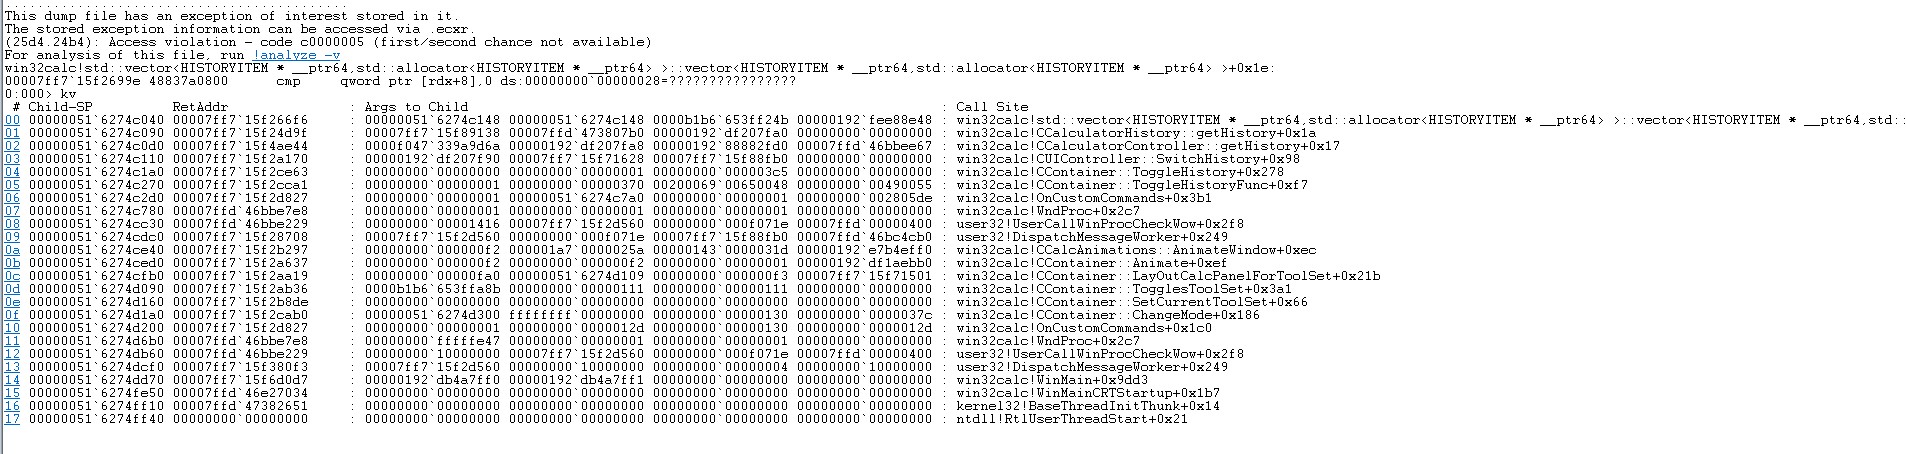 This dump file has an exception of interest stored in it.
The stored exception information can be accessed via .ecxr.
(25d4.24b4): Access violation - code c0000005 (first/second chance not available)
For analysis of this file, run !analyze -v
win32calc!std::vector<HISTORYITEM * __ptr64,std::allocator<HISTORYITEM * __ptr64> >::vector<HISTORYITEM * __ptr64,std::allocator<HISTORYITEM * __ptr64> >+0x1e:
00007ff7`15f2699e 48837a0800 cmp qword ptr [rdx+8],0 ds:00000000`00000028=????????????????
0:000> kv
# Child-SP RetAddr : Args to Child : Call Site
00 00000051`6274c040 00007ff7`15f266f6 : 00000051`6274c148 00000051`6274c148 0000b1b6`653ff24b 00000192`fee88e48 : win32calc!std::vector<HISTORYITEM * __ptr64,std::allocator<HISTORYITEM * __ptr64> >::vector<HISTORYITEM * __ptr64,std::
01 00000051`6274c090 00007ff7`15f24d9f : 00007ff7`15f89138 00007ffd`473807b0 00000192`df207fa0 00000000`00000000 : win32calc!CCalculatorHistory::getHistory+0x1a
02 00000051`6274c0d0 00007ff7`15f4ae44 : 0000f047`339a9d6a 00000192`df207fa8 00000192`88882fd0 00007ffd`46bbee67 : win32calc!CCalculatorController::getHistory+0x17
03 00000051`6274c110 00007ff7`15f2a170 : 00000192`df207f90 00007ff7`15f71628 00007ff7`15f88fb0 00000000`00000000 : win32calc!CUIController::SwitchHistory+0x98
04 00000051`6274c1a0 00007ff7`15f2ce63 : 00000000`00000000 00000000`00000001 00000000`000003c5 00000000`00000000 : win32calc!CContainer::ToggleHistory+0x278
05 00000051`6274c270 00007ff7`15f2cca1 : 00000000`00000001 00000000`00000370 00200069`00650048 00000000`00490055 : win32calc!CContainer::ToggleHistoryFunc+0xf7
06 00000051`6274c2d0 00007ff7`15f2d827 : 00000000`00000001 00000051`6274c7a0 00000000`00000000 00000000`002805de : win32calc!OnCustomCommands+0x3b1
07 00000051`6274c780 00007ffd`46bbe7e8 : 00000000`00000001 00000000`00000001 00000000`00000001 00000000`00000000 : win32calc!WndProc+0x2c7
08 00000051`6274cc30 00007ffd`46bbe229 : 00000000`00001416 00007ff7`15f2d560 00000000`000f071e 00007ffd`00000400 : user32!UserCallWinProcCheckWow+0x2f8
09 00000051`6274cdc0 00007ff7`15f28708 : 00007ff7`15f2d560 00000000`000f071e 00007ff7`15f88fb0 00007ffd`46bc4cb0 : user32!DispatchMessageWorker+0x249
0a 00000051`6274ce40 00007ff7`15f2b297 : 00000000`000000f2 000001a7`0000025a 00000143`0000031d 00000192`e7b4eff0 : win32calc!CCalcAnimations::AnimateWindow+0xec
0b 00000051`6274ced0 00007ff7`15f2a637 : 00000000`000000f2 00000000`000000f2 00000000`00000001 00000192`df1aebb0 : win32calc!CContainer::Animate+0xef
0c 00000051`6274cfb0 00007ff7`15f2aa19 : 00000000`00000fa0 00000051`6274d109 00000000`000000f3 00007ff7`15f71501 : win32calc!CContainer::LayOutCalcPanelForToolSet+0x21b
0d 00000051`6274d090 00007ff7`15f2ab36 : 0000b1b6`653ffa8b 00000000`00000111 00000000`00000111 00000000`00000000 : win32calc!CContainer::TogglesToolSet+0x3a1
0e 00000051`6274d160 00007ff7`15f2b8de : 00000000`00000000 00000000`00000000 00000000`00000000 00000000`00000000 : win32calc!CContainer::SetCurrentToolSet+0x66
0f 00000051`6274d1a0 00007ff7`15f2cab0 : 00000051`6274d300 ffffffff`00000000 00000000`00000130 00000000`0000037c : win32calc!CContainer::ChangeMode+0x186
10 00000051`6274d200 00007ff7`15f2d827 : 00000000`00000001 00000000`0000012d 00000000`00000130 00000000`0000012d : win32calc!OnCustomCommands+0x1c0
11 00000051`6274d6b0 00007ffd`46bbe7e8 : 00000000`fffffe47 00000000`00000001 00000000`00000001 00000000`00000000 : win32calc!WndProc+0x2c7
12 00000051`6274db60 00007ffd`46bbe229 : 00000000`10000000 00007ff7`15f2d560 00000000`000f071e 00007ffd`00000400 : user32!UserCallWinProcCheckWow+0x2f8
13 00000051`6274dcf0 00007ff7`15f380f3 : 00007ff7`15f2d560 00000000`10000000 00000000`00000004 00000000`10000000 : user32!DispatchMessageWorker+0x249
14 00000051`6274dd70 00007ff7`15f6d0d7 : 00000192`db4a7ff0 00000192`db4a7ff1 00000000`00000000 00000000`00000000 : win32calc!WinMain+0x9dd3
15 00000051`6274fe50 00007ffd`46e27034 : 00000000`00000000 00000000`00000000 00000000`00000000 00000000`00000000 : win32calc!WinMainCRTStartup+0x1b7
16 00000051`6274ff10 00007ffd`47382651 : 00000000`00000000 00000000`00000000 00000000`00000000 00000000`00000000 : kernel32!BaseThreadInitThunk+0x14
17 00000051`6274ff40 00000000`00000000 : 00000000`00000000 00000000`00000000 00000000`00000000 00000000`00000000 : ntdll!RtlUserThreadStart+0x21